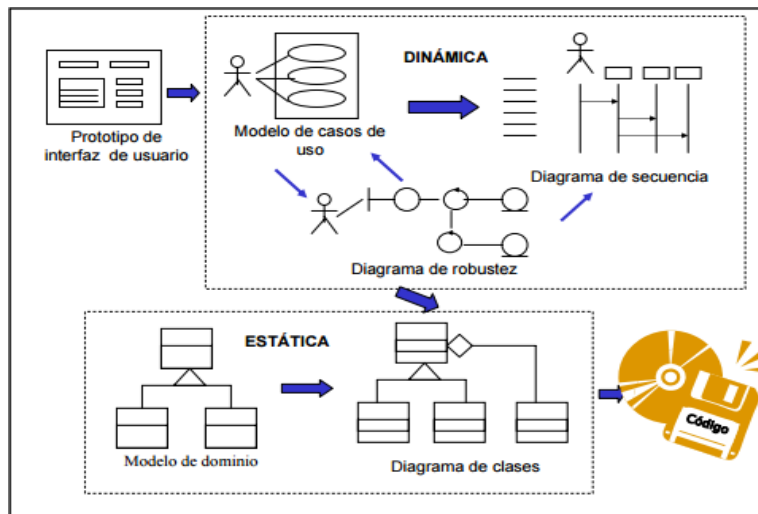 DINÁMICA
Prototipo de
interfaz de usuario
Modelo de casos de
uso
Diagrama de secuencia
Diagrama de robustez
ESTÁTICA
Modelo de dominio
Diagrama de clases
Código